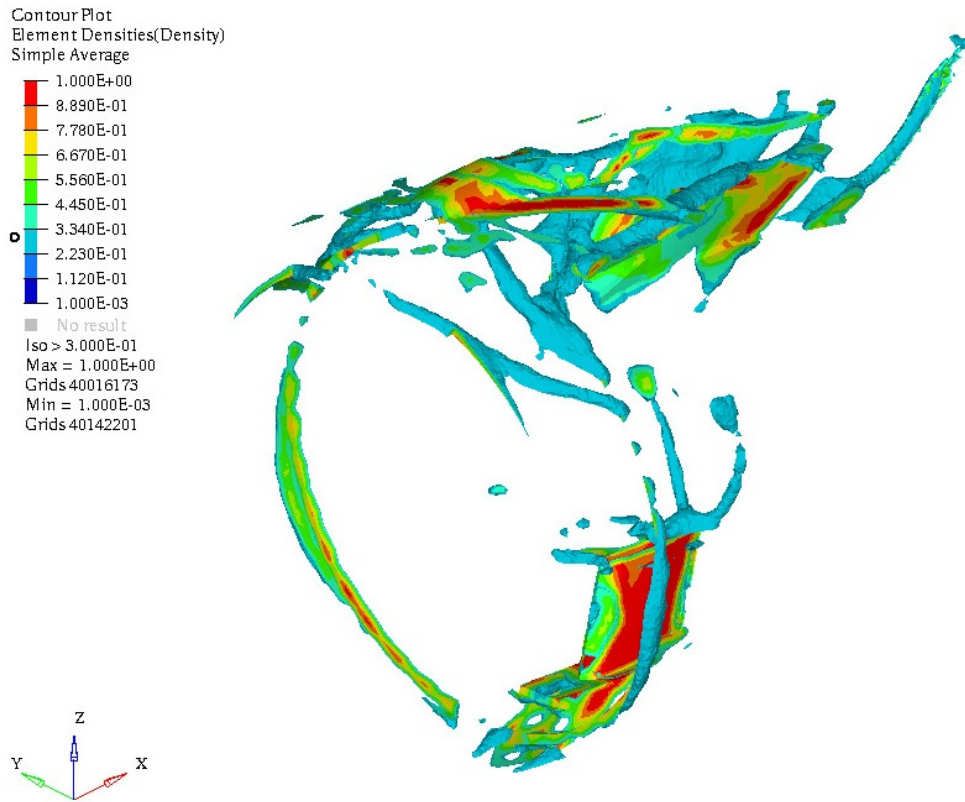 Contour Plot
Element Densities(Density)
Simple Average
1.000E+00
8.890E-01
7.780E-01
6.670E-01
5.560E-01
4.450E-01
3.340E-01
2.230E-01
1.120E-01
1.000E-03
No result
Iso > 3.000E-01
Max = 1.000E+00
Grids 40016173
Min = 1.000E-03
Grids 40142201
Z
Y
X